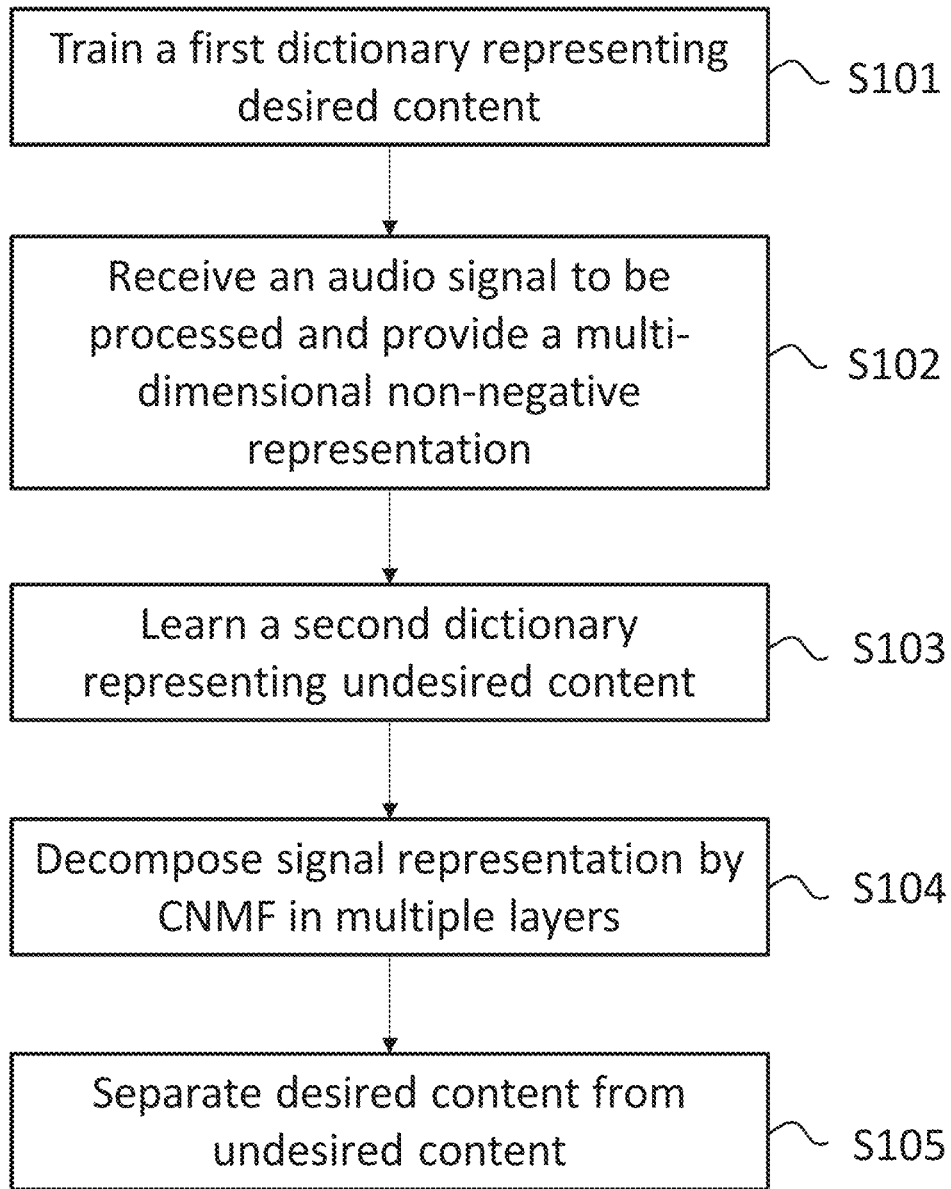 Train a first dictionary representing
desired content
S101
Receive an audio signal to be
processed and provide a multi-
dimensional non-negative
representation
S102
Learn a second dictionary
representing undesired content
S103
Decompose signal representation by
CNMF in multiple layers
S104
Separate desired content from
undesired content
S105